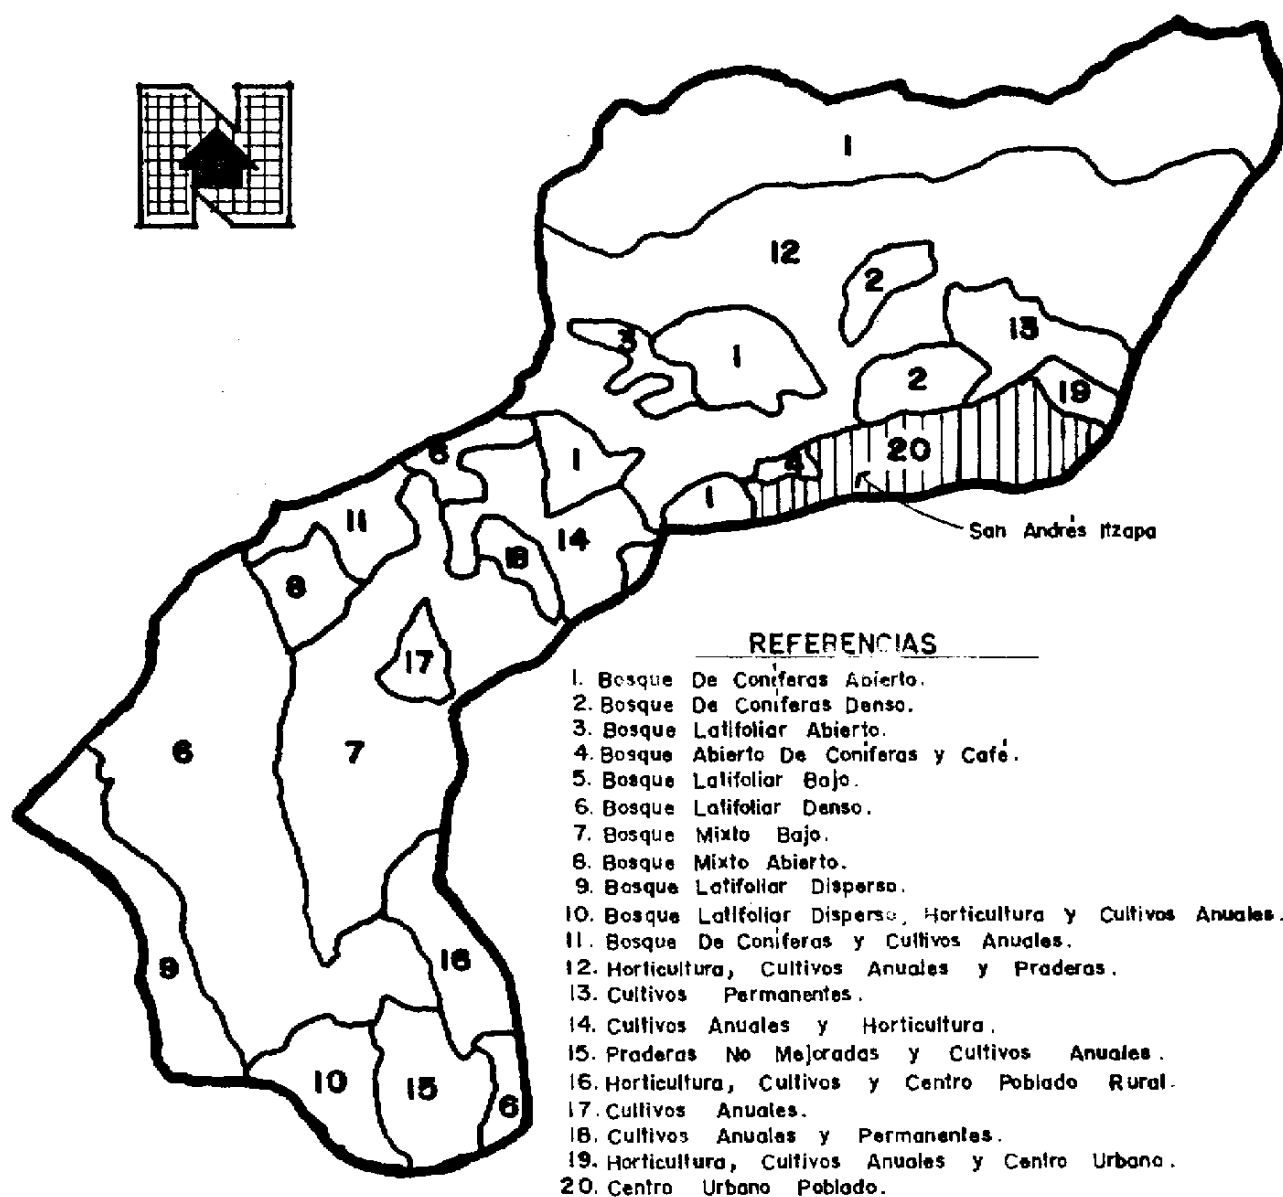 N
1
12
2
3
1
13
2
19
20
4
6
1
1
11
14
18
8
San Andrés Itzapa
17
6
7
9
16
10
15
6
REFERENCIAS
1. Bosque De Coníferas Abierto.
2. Bosque De Coníferas Denso.
3. Bosque Latifoliar Abierto.
4. Bosque Abierto De Coníferas y Café.
5. Bosque Latifoliar Bajo.
6. Bosque Latifoliar Denso.
7. Bosque Mixto Bajo.
8. Bosque Mixto Abierto.
9. Bosque Latifoliar Disperso.
10. Bosque Latifoliar Disperso, Horticultura y Cultivos Anuales.
11. Bosque De Coníferas y Cultivos Anuales.
12. Horticultura, Cultivos Anuales y Praderas.
13. Cultivos Permanentes.
14. Cultivos Anuales y Horticultura.
15. Praderas No Mejoradas y Cultivos Anuales.
16. Horticultura, Cultivos y Centro Poblado Rural.
17. Cultivos Anuales.
18. Cultivos Anuales y Permanentes.
19. Horticultura, Cultivos Anuales y Centro Urbano.
20. Centro Urbano Poblado.